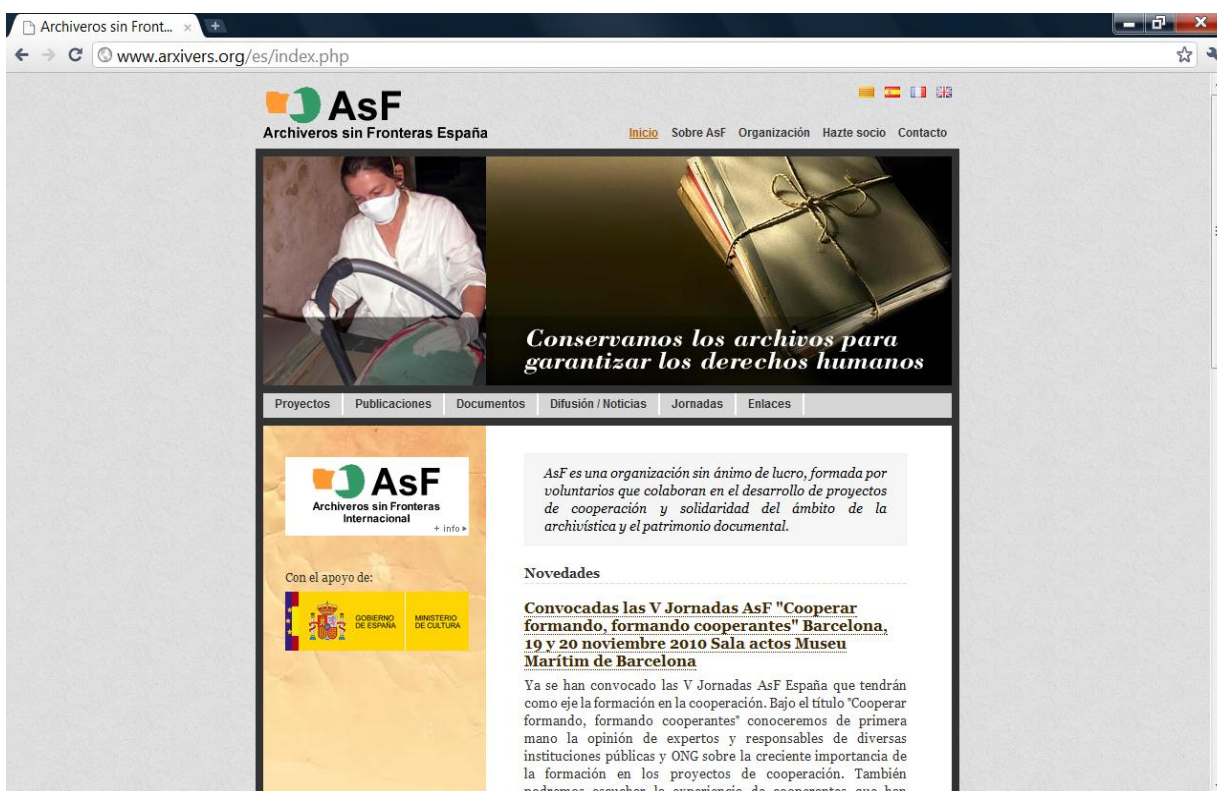 Archiveros sin Front...
www.arxivers.org/es/index.php
AsF
Archiveros sin Fronteras España
Inicio Sobre AsF Organización Hazte socio Contacto
Conservamos los archivos para
garantizar los derechos humanos
Proyectos Publicaciones Documentos Difusión / Noticias Jornadas Enlaces
AsF
Archiveros sin Fronteras
Internacional
+ info
Con el apoyo de:
GOBIERNO
DE ESPAÑA
MINISTERIO
DE CULTURA
AsF es una organización sin ánimo de lucro, formada por
voluntarios que colaboran en el desarrollo de proyectos
de cooperación y solidaridad del ámbito de la
archivística y el patrimonio documental.
Novedades
Convocadas las V Jornadas AsF "Cooperar
formando, formando cooperantes" Barcelona,
19 y 20 noviembre 2010 Sala actos Museu
Marítim de Barcelona
Ya se han convocado las V Jornadas AsF España que tendrán
como eje la formación en la cooperación. Bajo el título "Cooperar
formando, formando cooperantes" conoceremos de primera
mano la opinión de expertos y responsables de diversas
instituciones públicas y ONG sobre la creciente importancia de
la formación en los proyectos de cooperación. También
podremos escuchar la experiencia de cooperantes que han